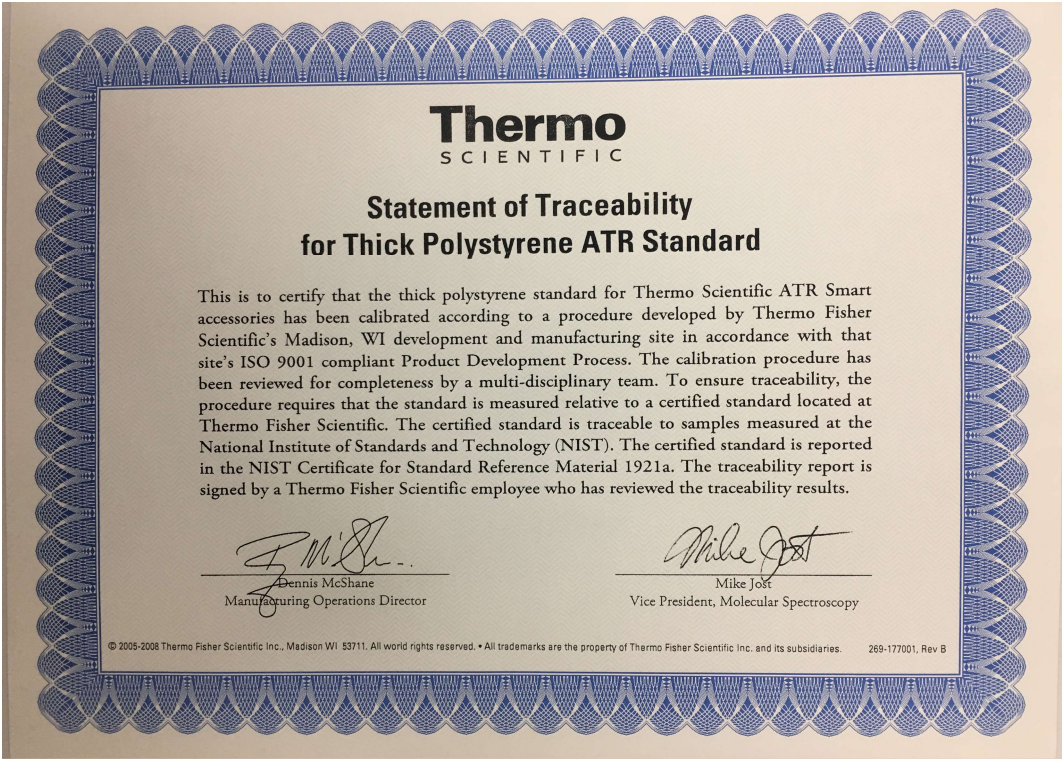 Thermo
SCIENTIFIC
Statement of Traceability
for Thick Polystyrene ATR Standard
This is to certify that the thick polystyrene standard for Thermo Scientific ATR Smart
accessories has been calibrated according to a procedure developed by Thermo Fisher
Scientific's Madison, WI development and manufacturing site in accordance with that
site's ISO 9001 compliant Product Development Process. The calibration procedure has
been reviewed for completeness by a multi-disciplinary team. To ensure traceability, the
procedure requires that the standard is measured relative to a certified standard located at
Thermo Fisher Scientific. The certified standard is traceable to samples measured at the
National Institute of Standards and Technology (NIST). The certified standard is reported
in the NIST Certificate for Standard Reference Material 1921a. The traceability report is
signed by a Thermo Fisher Scientific employee who has reviewed the traceability results.
Mike Jost
Dennis McShane
Manufacturing Operations Director
Mike Jost
Vice President, Molecular Spectroscopy
© 2005-2008 Thermo Fisher Scientific Inc., Madison WI 53711. All world rights reserved. • All trademarks are the property of Thermo Fisher Scientific Inc. and its subsidiaries. 269-177001, Rev B